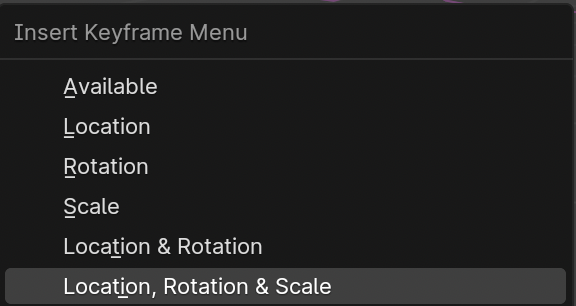 Insert Keyframe Menu
Available
Location
Rotation
Scale
Location & Rotation
Location, Rotation & Scale